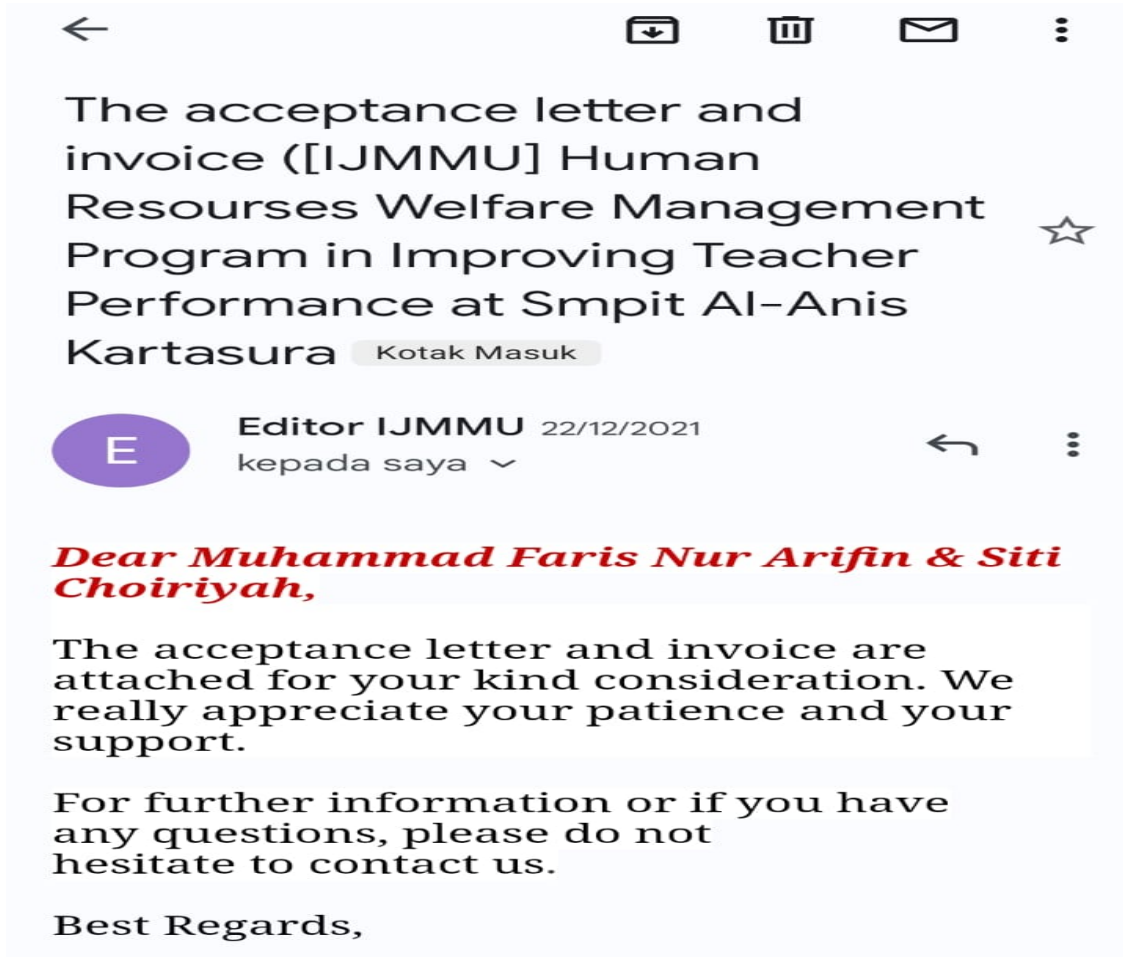 The acceptance letter and
invoice ([IJMMU] Human
Resourses Welfare Management
Program in Improving Teacher
Performance at Smpit Al-Anis
Kartasura Kotak Masuk
E
Editor IJMMU 22/12/2021
kepada saya
Dear Muhammad Faris Nur Arifin & Siti
Choiriyah,
The acceptance letter and invoice are
attached for your kind consideration. We
really appreciate your patience and your
support.
For further information or if you have
any questions, please do not
hesitate to contact us.
Best Regards,